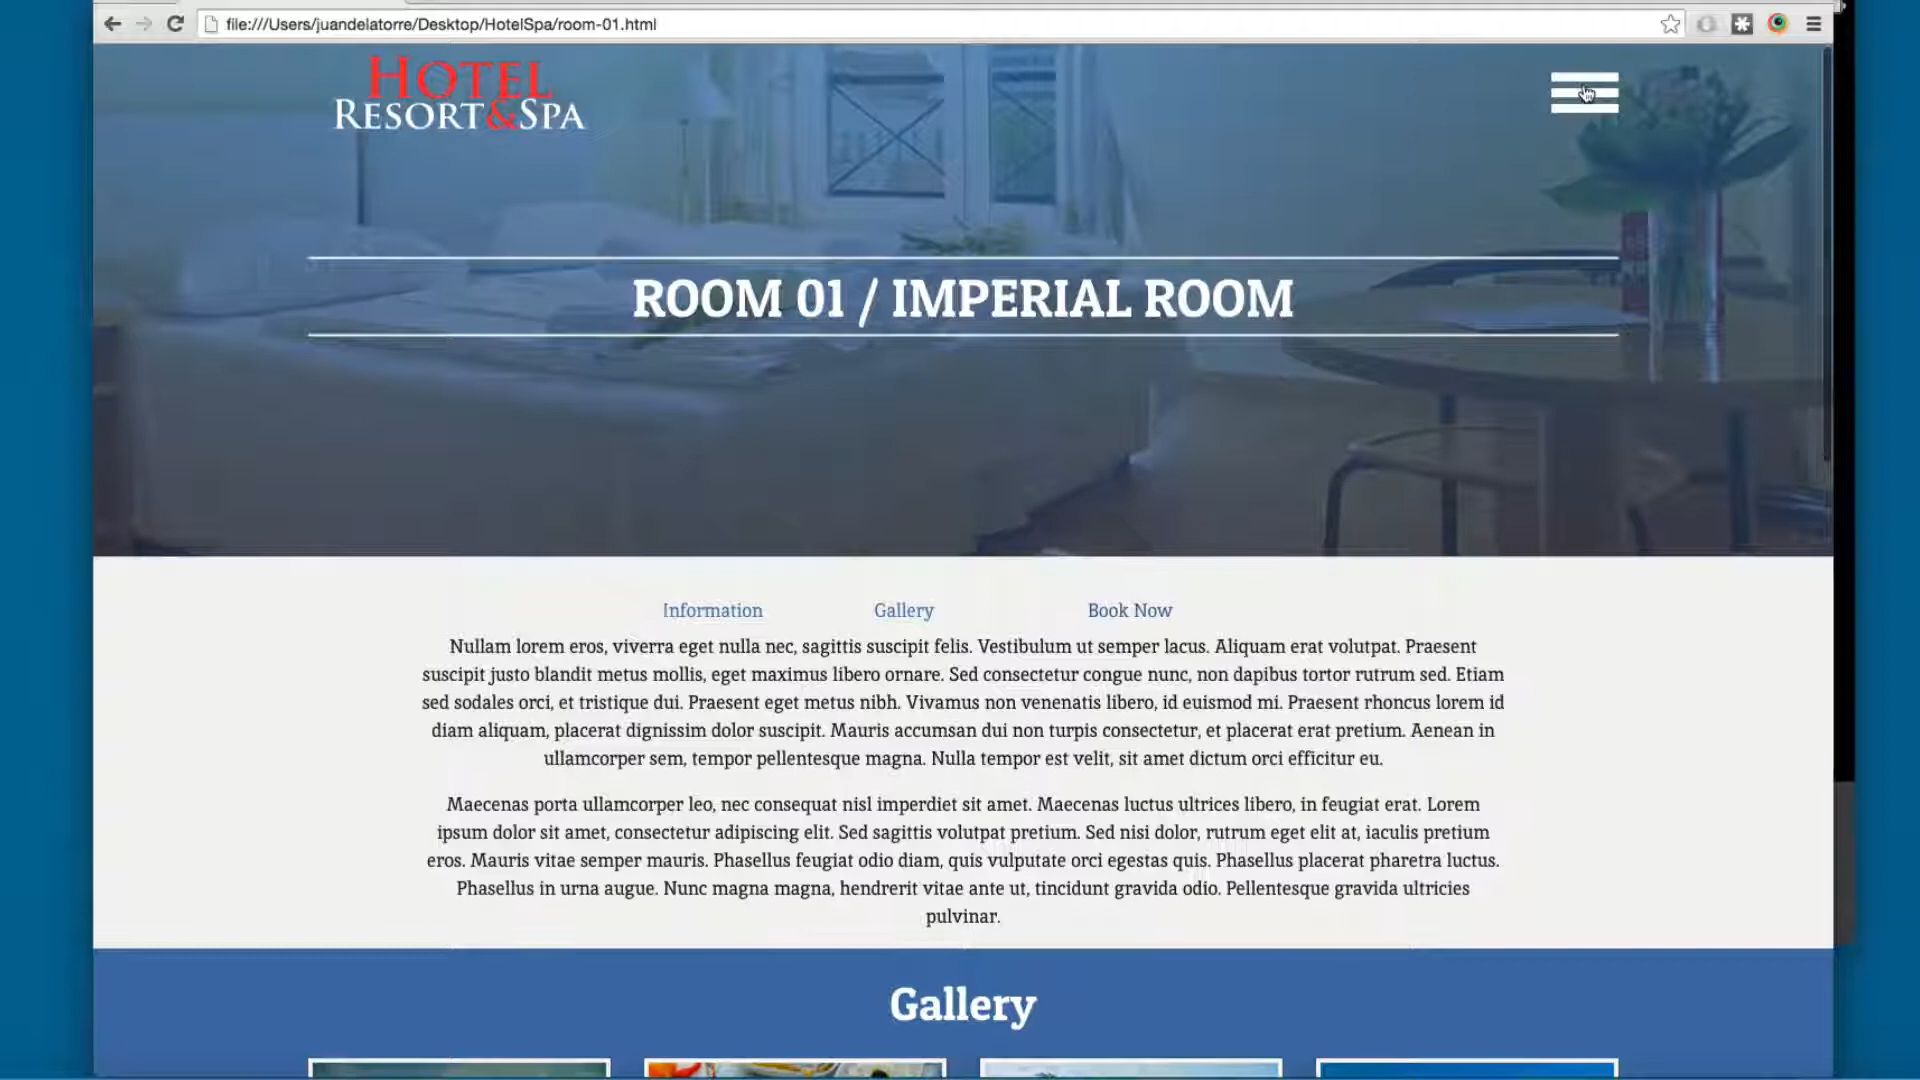 file:///Users/juandelatorre/Desktop/HotelSpa/room-01.html
HOTEL
RESORT&SPA
ROOM 01 / IMPERIAL ROOM
Information Gallery Book Now
Nullam lorem eros, viverra eget nulla nec, sagittis suscipit felis. Vestibulum ut semper lacus. Aliquam erat volutpat. Praesent
suscipit justo blandit metus mollis, eget maximus libero ornare. Sed consectetur congue nunc, non dapibus tortor rutrum sed. Etiam
sed sodales orci, et tristique dui. Praesent eget metus nibh. Vivamus non venenatis libero, id euismod mi. Praesent rhoncus lorem id
diam aliquam, placerat dignissim dolor suscipit. Mauris accumsan dui non turpis consectetur, et placerat erat pretium. Aenean in
ullamcorper sem, tempor pellentesque magna. Nulla tempor est velit, sit amet dictum orci efficitur eu.
Maecenas porta ullamcorper leo, nec consequat nisl imperdiet sit amet. Maecenas luctus ultrices libero, in feugiat erat. Lorem
ipsum dolor sit amet, consectetur adipiscing elit. Sed sagittis volutpat pretium. Sed nisi dolor, rutrum eget elit at, iaculis pretium
eros. Mauris vitae semper mauris. Phasellus feugiat odio diam, quis vulputate orci egestas quis. Phasellus placerat pharetra luctus.
Phasellus in urna augue. Nunc magna magna, hendrerit vitae ante ut, tincidunt gravida odio. Pellentesque gravida ultricies
pulvinar.
Gallery